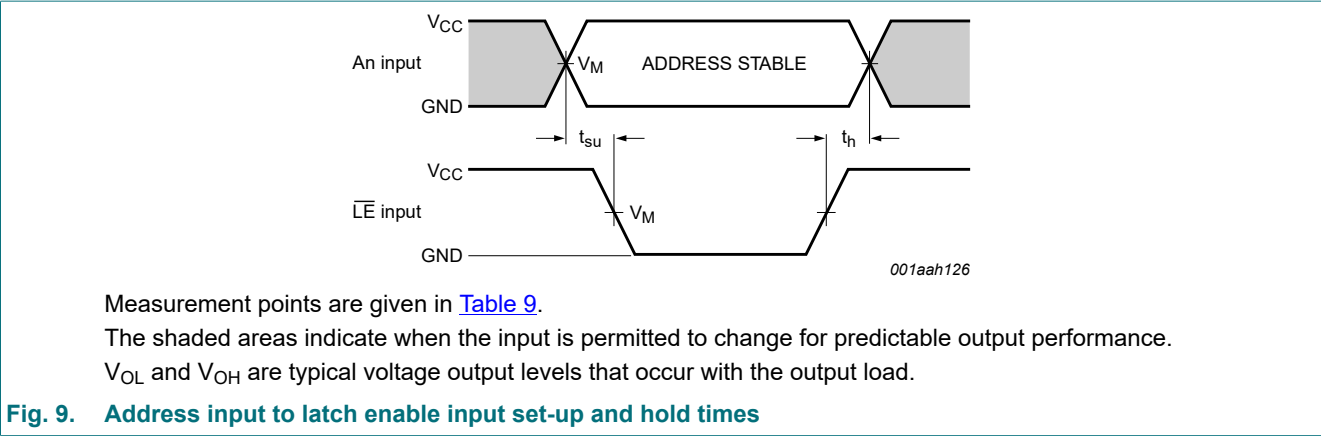 VCC
An input
VM
ADDRESS STABLE
GND
tsu
th
VCC
LE input
VM
GND
001aah126
Measurement points are given in Table 9.
The shaded areas indicate when the input is permitted to change for predictable output performance.
VOL and VOH are typical voltage output levels that occur with the output load.
Fig. 9. Address input to latch enable input set-up and hold times